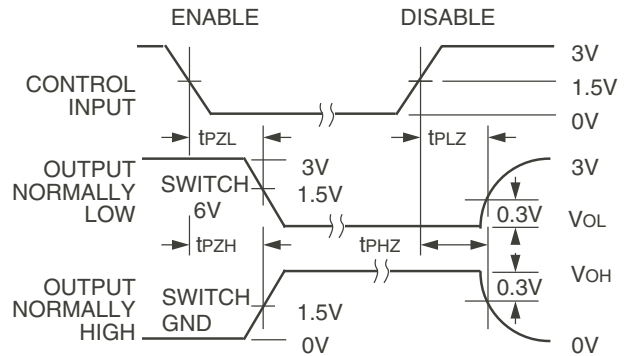 ENABLE DISABLE
3V
CONTROL
INPUT
1.5V
0V
tPZL tPLZ
OUTPUT
NORMALLY
LOW
SWITCH
6V
3V
1.5V
3V
0.3V
VOL
tPZH tPHZ
VOH
0.3V
OUTPUT
NORMALLY
HIGH
SWITCH
GND
1.5V
0V
0V